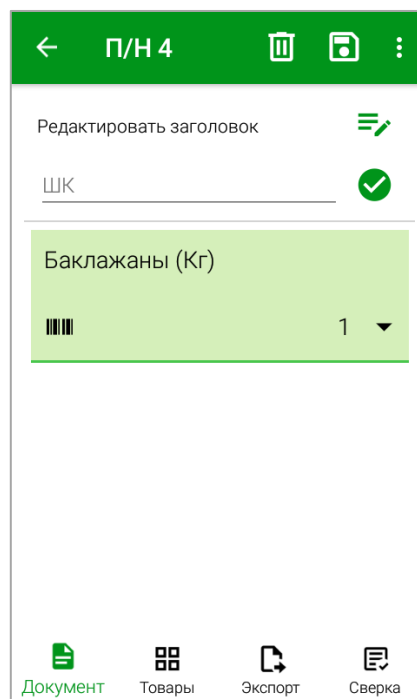 П/Н 4
Редактировать заголовок
ШК
Баклажаны (Кг)
1
Документ Товары Экспорт Сверка